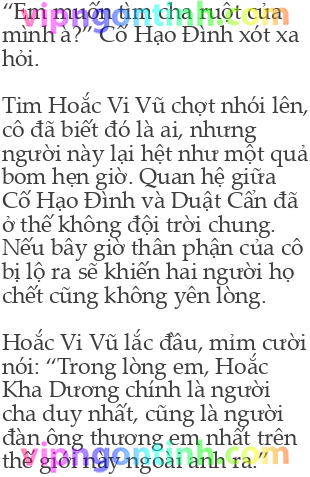 “Em muốn tìm cha ruột của
vipngontinh.com
mình à?” Cố Hạo Đình xót xa
hỏi.
Tim Hoắc Vi Vũ chợt nhói lên,
cô đã biết đó là ai, nhưng
người này lại hệt như một quả
bom hẹn giờ. Quan hệ giữa
Cố Hạo Đình và Duật Cẩn đã
ở thế không đội trời chung.
Nếu bây giờ thân phận của cô
bị lộ ra sẽ khiến hai người họ
chết cũng không yên lòng.
Hoắc Vi Vũ lắc đầu, mỉm cười
nói: “Trong lòng em, Hoắc
Kha Dương chính là người
cha duy nhất, cũng là người
đàn ông thương em nhất trên
vipngontinh.com
thế giới này ngoài anh ra.”